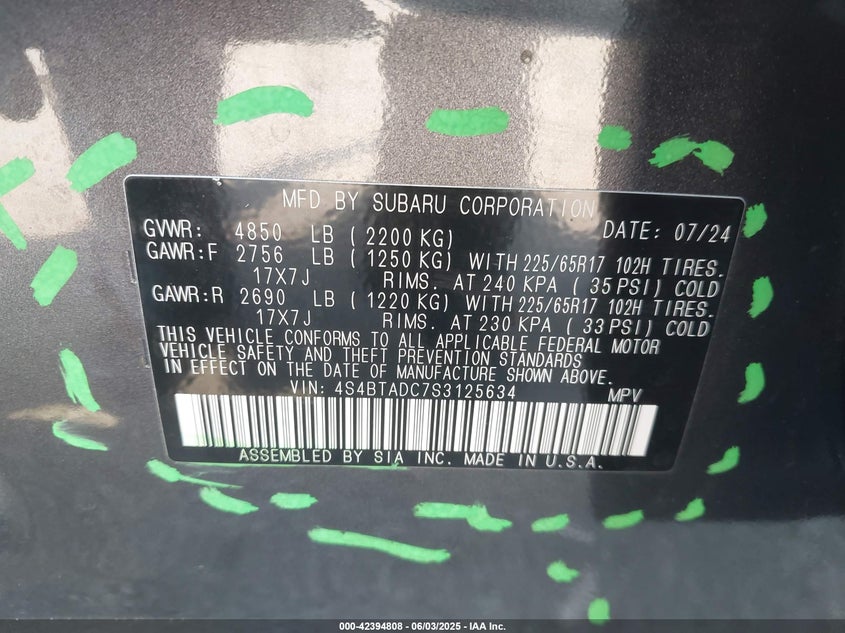 MFD BY SUBARU CORPORATION
GVWR: 4850 LB ( 2200 KG) DATE: 07/24
GAWR:F 2756 LB ( 1250 KG) WITH 225/65R17 102H TIRES.
17X7J RIMS. AT 240 KPA ( 35 PSI) COLD
GAWR:R 2690 LB ( 1220 KG) WITH 225/65R17 102H TIRES.
17X7J RIMS. AT 230 KPA ( 33 PSI) COLD
THIS VEHICLE CONFORMS TO ALL APPLICABLE FEDERAL MOTOR
VEHICLE SAFETY AND THEFT PREVENTION STANDARDS
IN EFFECT ON THE DATE OF MANUFACTURE SHOWN ABOVE.
VIN: 4S4BTADC7S3125634 MPV
ASSEMBLED BY SIA INC. MADE IN U.S.A.
000-42394808 - 06/03/2025 - IAA Inc.